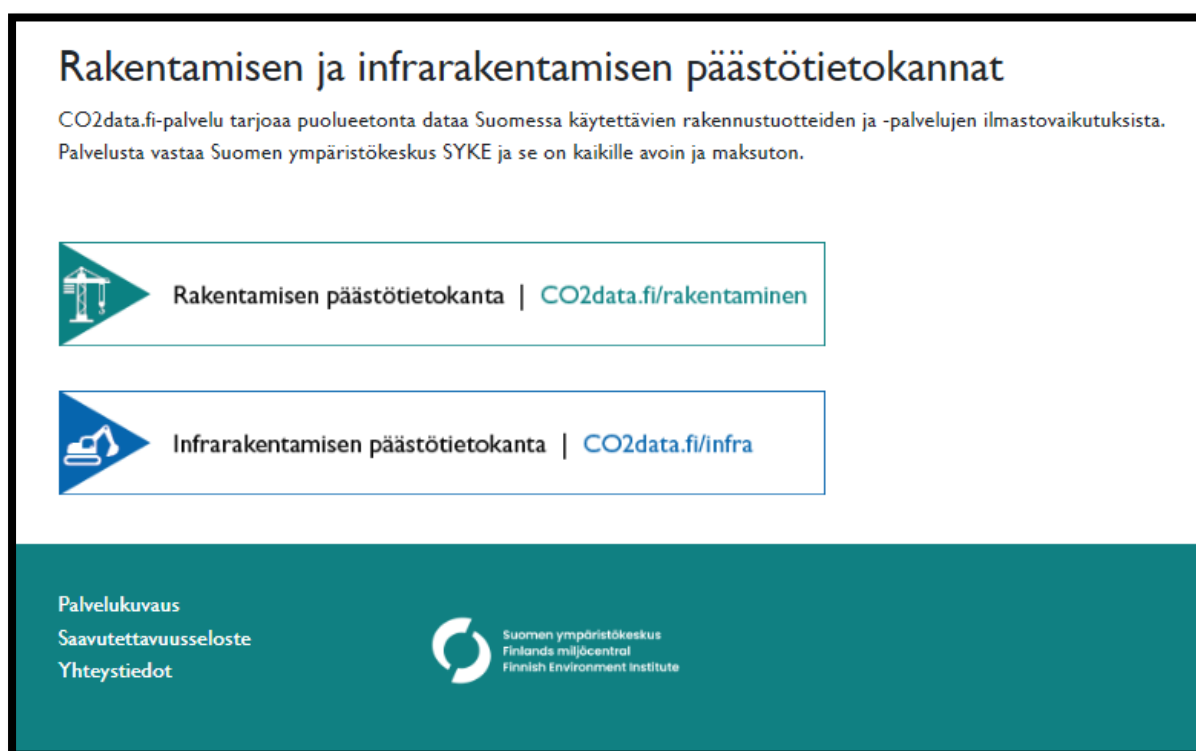 Rakentamisen ja infrarakentamisen päästötietokannat
CO2data.fi-palvelu tarjoaa puolueetonta dataa Suomessa käytettävien rakennustuotteiden ja -palvelujen ilmastovaikutuksista.
Palvelusta vastaa Suomen ympäristökeskus SYKE ja se on kaikille avoin ja maksuton.
Rakentamisen päästötietokanta | CO2data.fi/rakentaminen
Infrarakentamisen päästötietokanta | CO2data.fi/infra
Palvelukuvaus
Saavutettavuusseloste
Yhteystiedot
Suomen ympäristökeskus
Finlands miljöcentral
Finnish Environment Institute